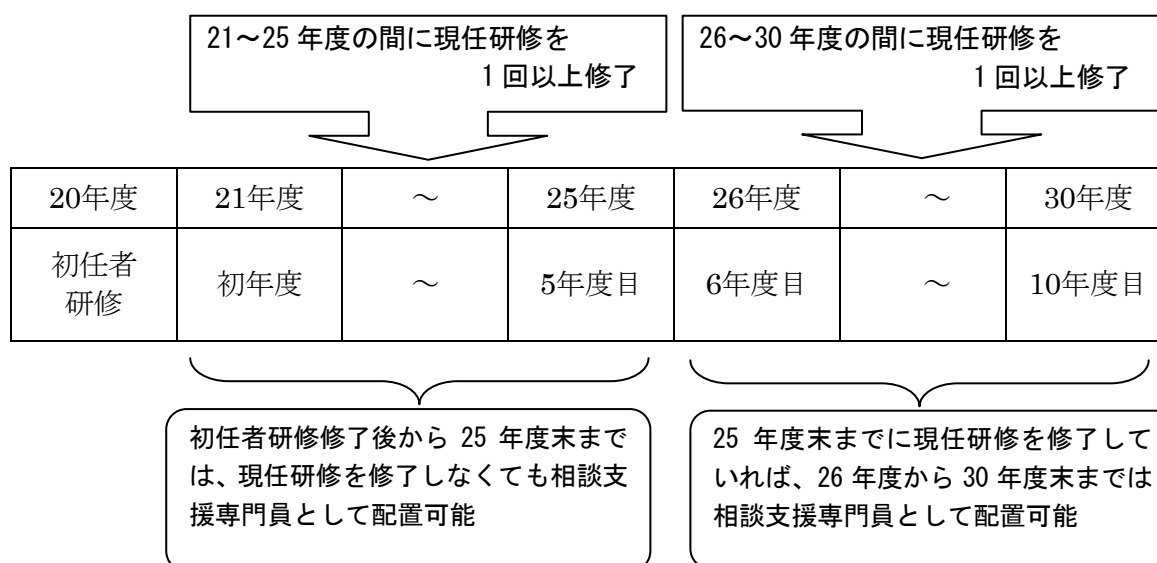 21～25 年度の間に現任研修を
1 回以上修了
26～30 年度の間に現任研修を
1 回以上修了
20年度 21年度 ～ 25年度 26年度 ～ 30年度
初任者
研修 初年度 ～ 5年度目 6年度目 ～ 10年度目
初任者研修修了後から 25 年度末まで
は、現任研修を修了しなくても相談支
援専門員として配置可能
25 年度末までに現任研修を修了して
いれば、26 年度から 30 年度末までは
相談支援専門員として配置可能